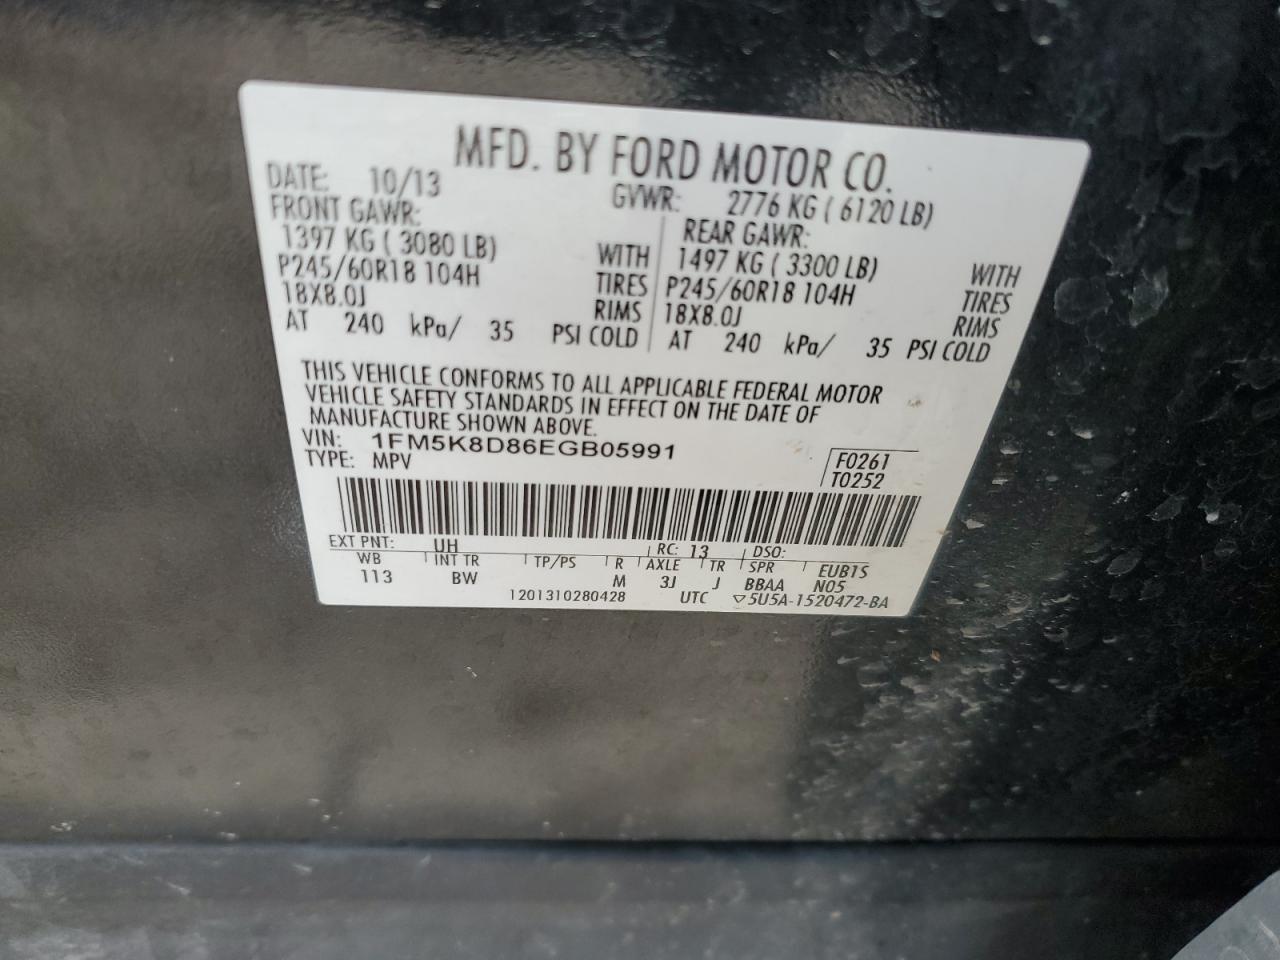 MFD. BY FORD MOTOR CO.
DATE: 10/13 GVWR: 2776 KG ( 6120 LB)
FRONT GAWR: REAR GAWR:
1397 KG ( 3080 LB) WITH 1497 KG ( 3300 LB) WITH
P245/60R18 104H TIRES P245/60R18 104H TIRES
18X8.0J RIMS 18X8.0J RIMS
AT 240 kPa/ 35 PSI COLD AT 240 kPa/ 35 PSI COLD
THIS VEHICLE CONFORMS TO ALL APPLICABLE FEDERAL MOTOR
VEHICLE SAFETY STANDARDS IN EFFECT ON THE DATE OF
MANUFACTURE SHOWN ABOVE.
VIN: 1FM5K8D86EGB05991
TYPE: MPV
F0261
T0252
EXT PNT: UH RC: 13 DSO:
WB INT TR TP/PS R AXLE TR SPR EUB1S
113 BW M 3J J BBAA N05
1201310280428 UTC ▽5U5A-1520472-BA